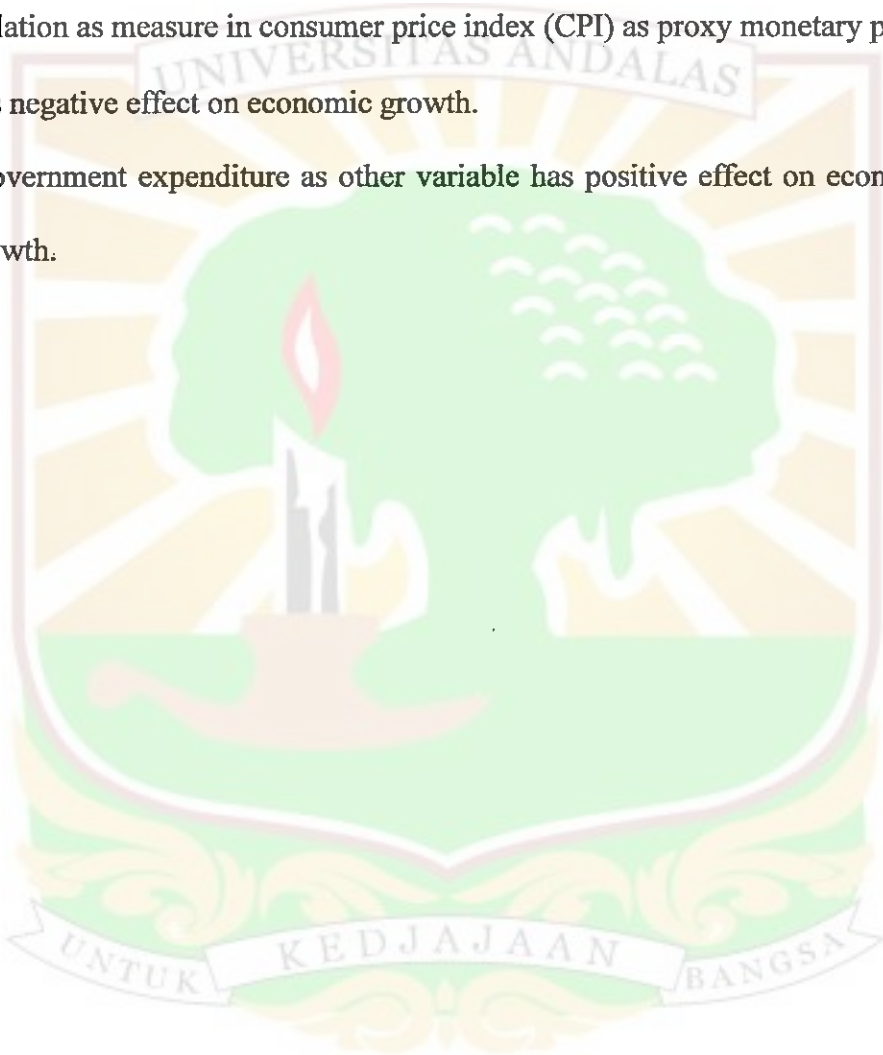 lation as measure in consumer price index (CPI) as proxy monetary p
UNIVERSITAS ANDALAS
negative effect on economic growth.
vernment expenditure as other variable has positive effect on econ
wth.
UNTUK KEDJAJAAN BANGSA